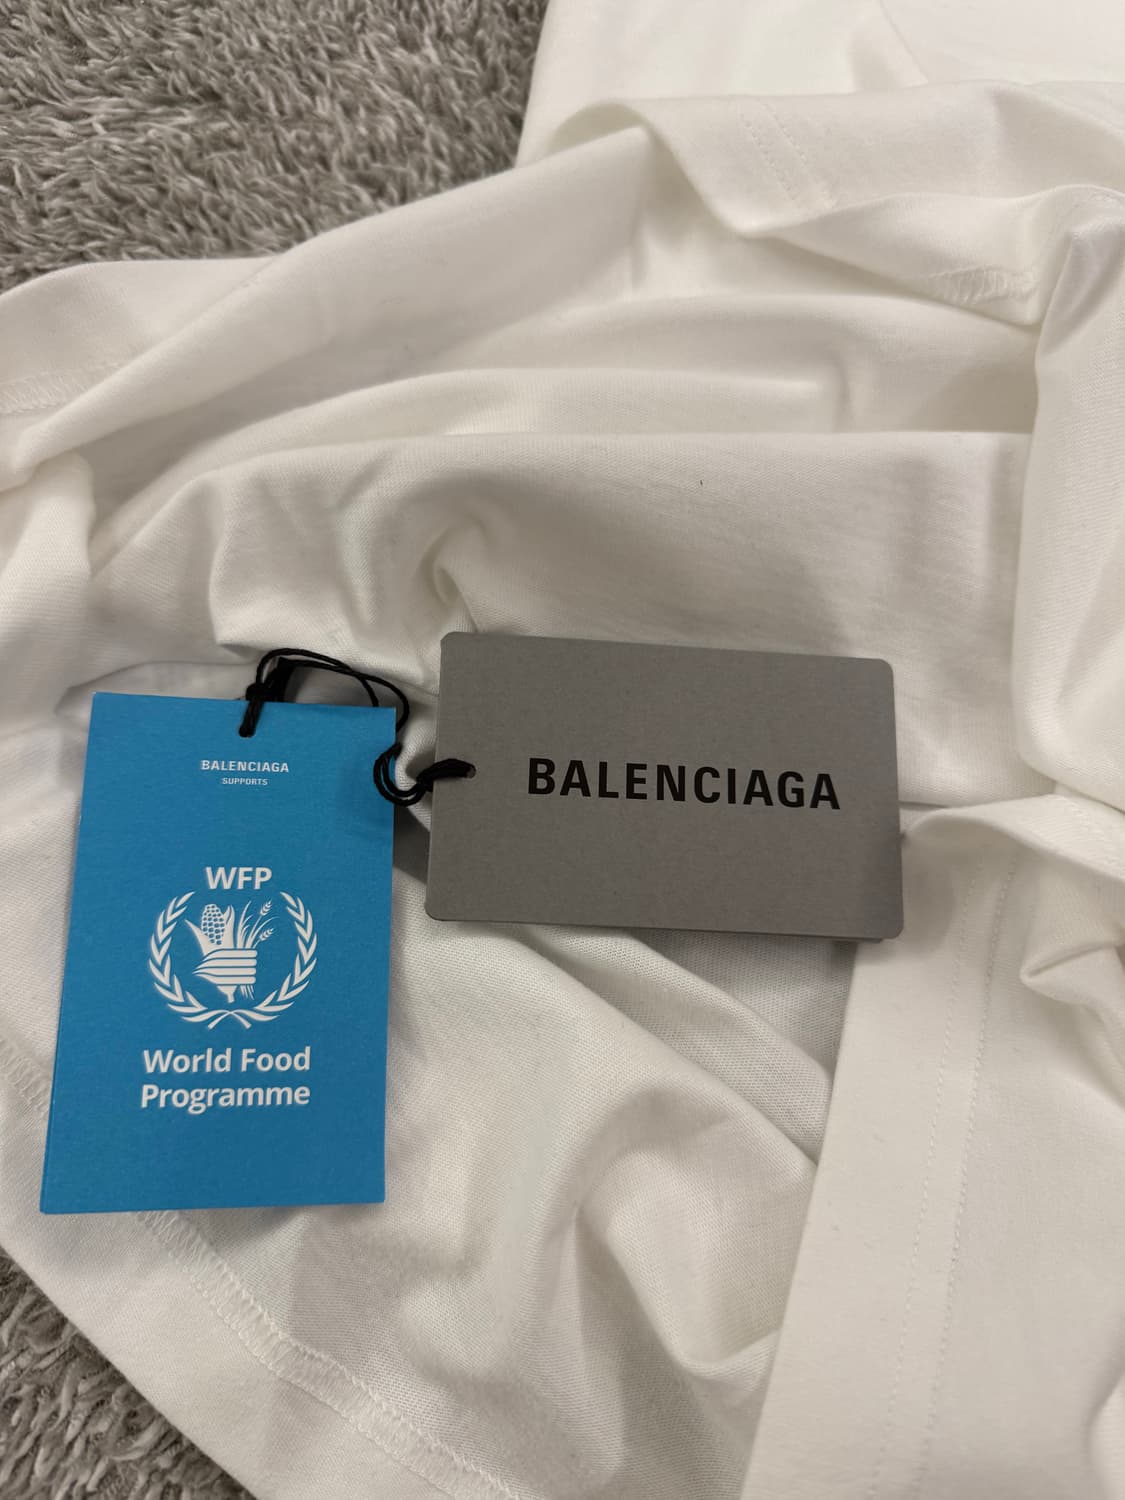 BALENCIAGA
SUPPORTS
WFP
World Food
Programme
BALENCIAGA